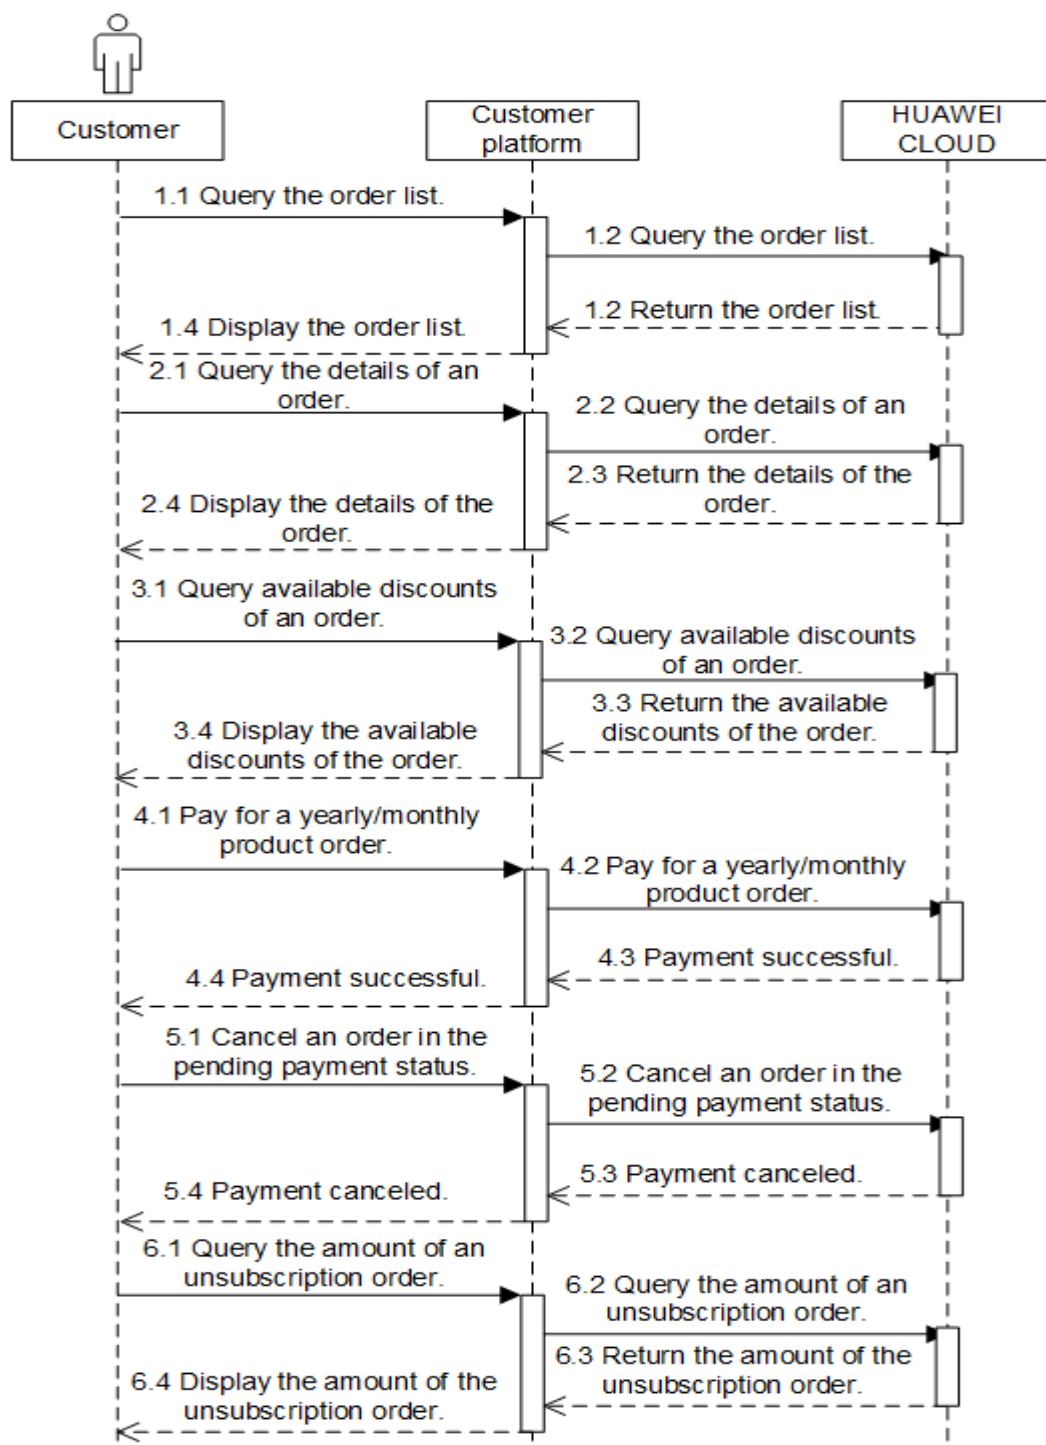 Customer
Customer
platform
HUAWEI
CLOUD
1.1 Query the order list.
1.2 Query the order list.
1.2 Return the order list.
1.4 Display the order list.
2.1 Query the details of an
order.
2.2 Query the details of an
order.
2.3 Return the details of the
order.
2.4 Display the details of the
order.
3.1 Query available discounts
of an order.
3.2 Query available discounts
of an order.
3.3 Return the available
discounts of the order.
3.4 Display the available
discounts of the order.
4.1 Pay for a yearly/monthly
product order.
4.2 Pay for a yearly/monthly
product order.
4.3 Payment successful.
4.4 Payment successful.
5.1 Cancel an order in the
pending payment status.
5.2 Cancel an order in the
pending payment status.
5.3 Payment canceled.
5.4 Payment canceled.
6.1 Query the amount of an
unsubscription order.
6.2 Query the amount of an
unsubscription order.
6.3 Return the amount of the
unsubscription order.
6.4 Display the amount of the
unsubscription order.